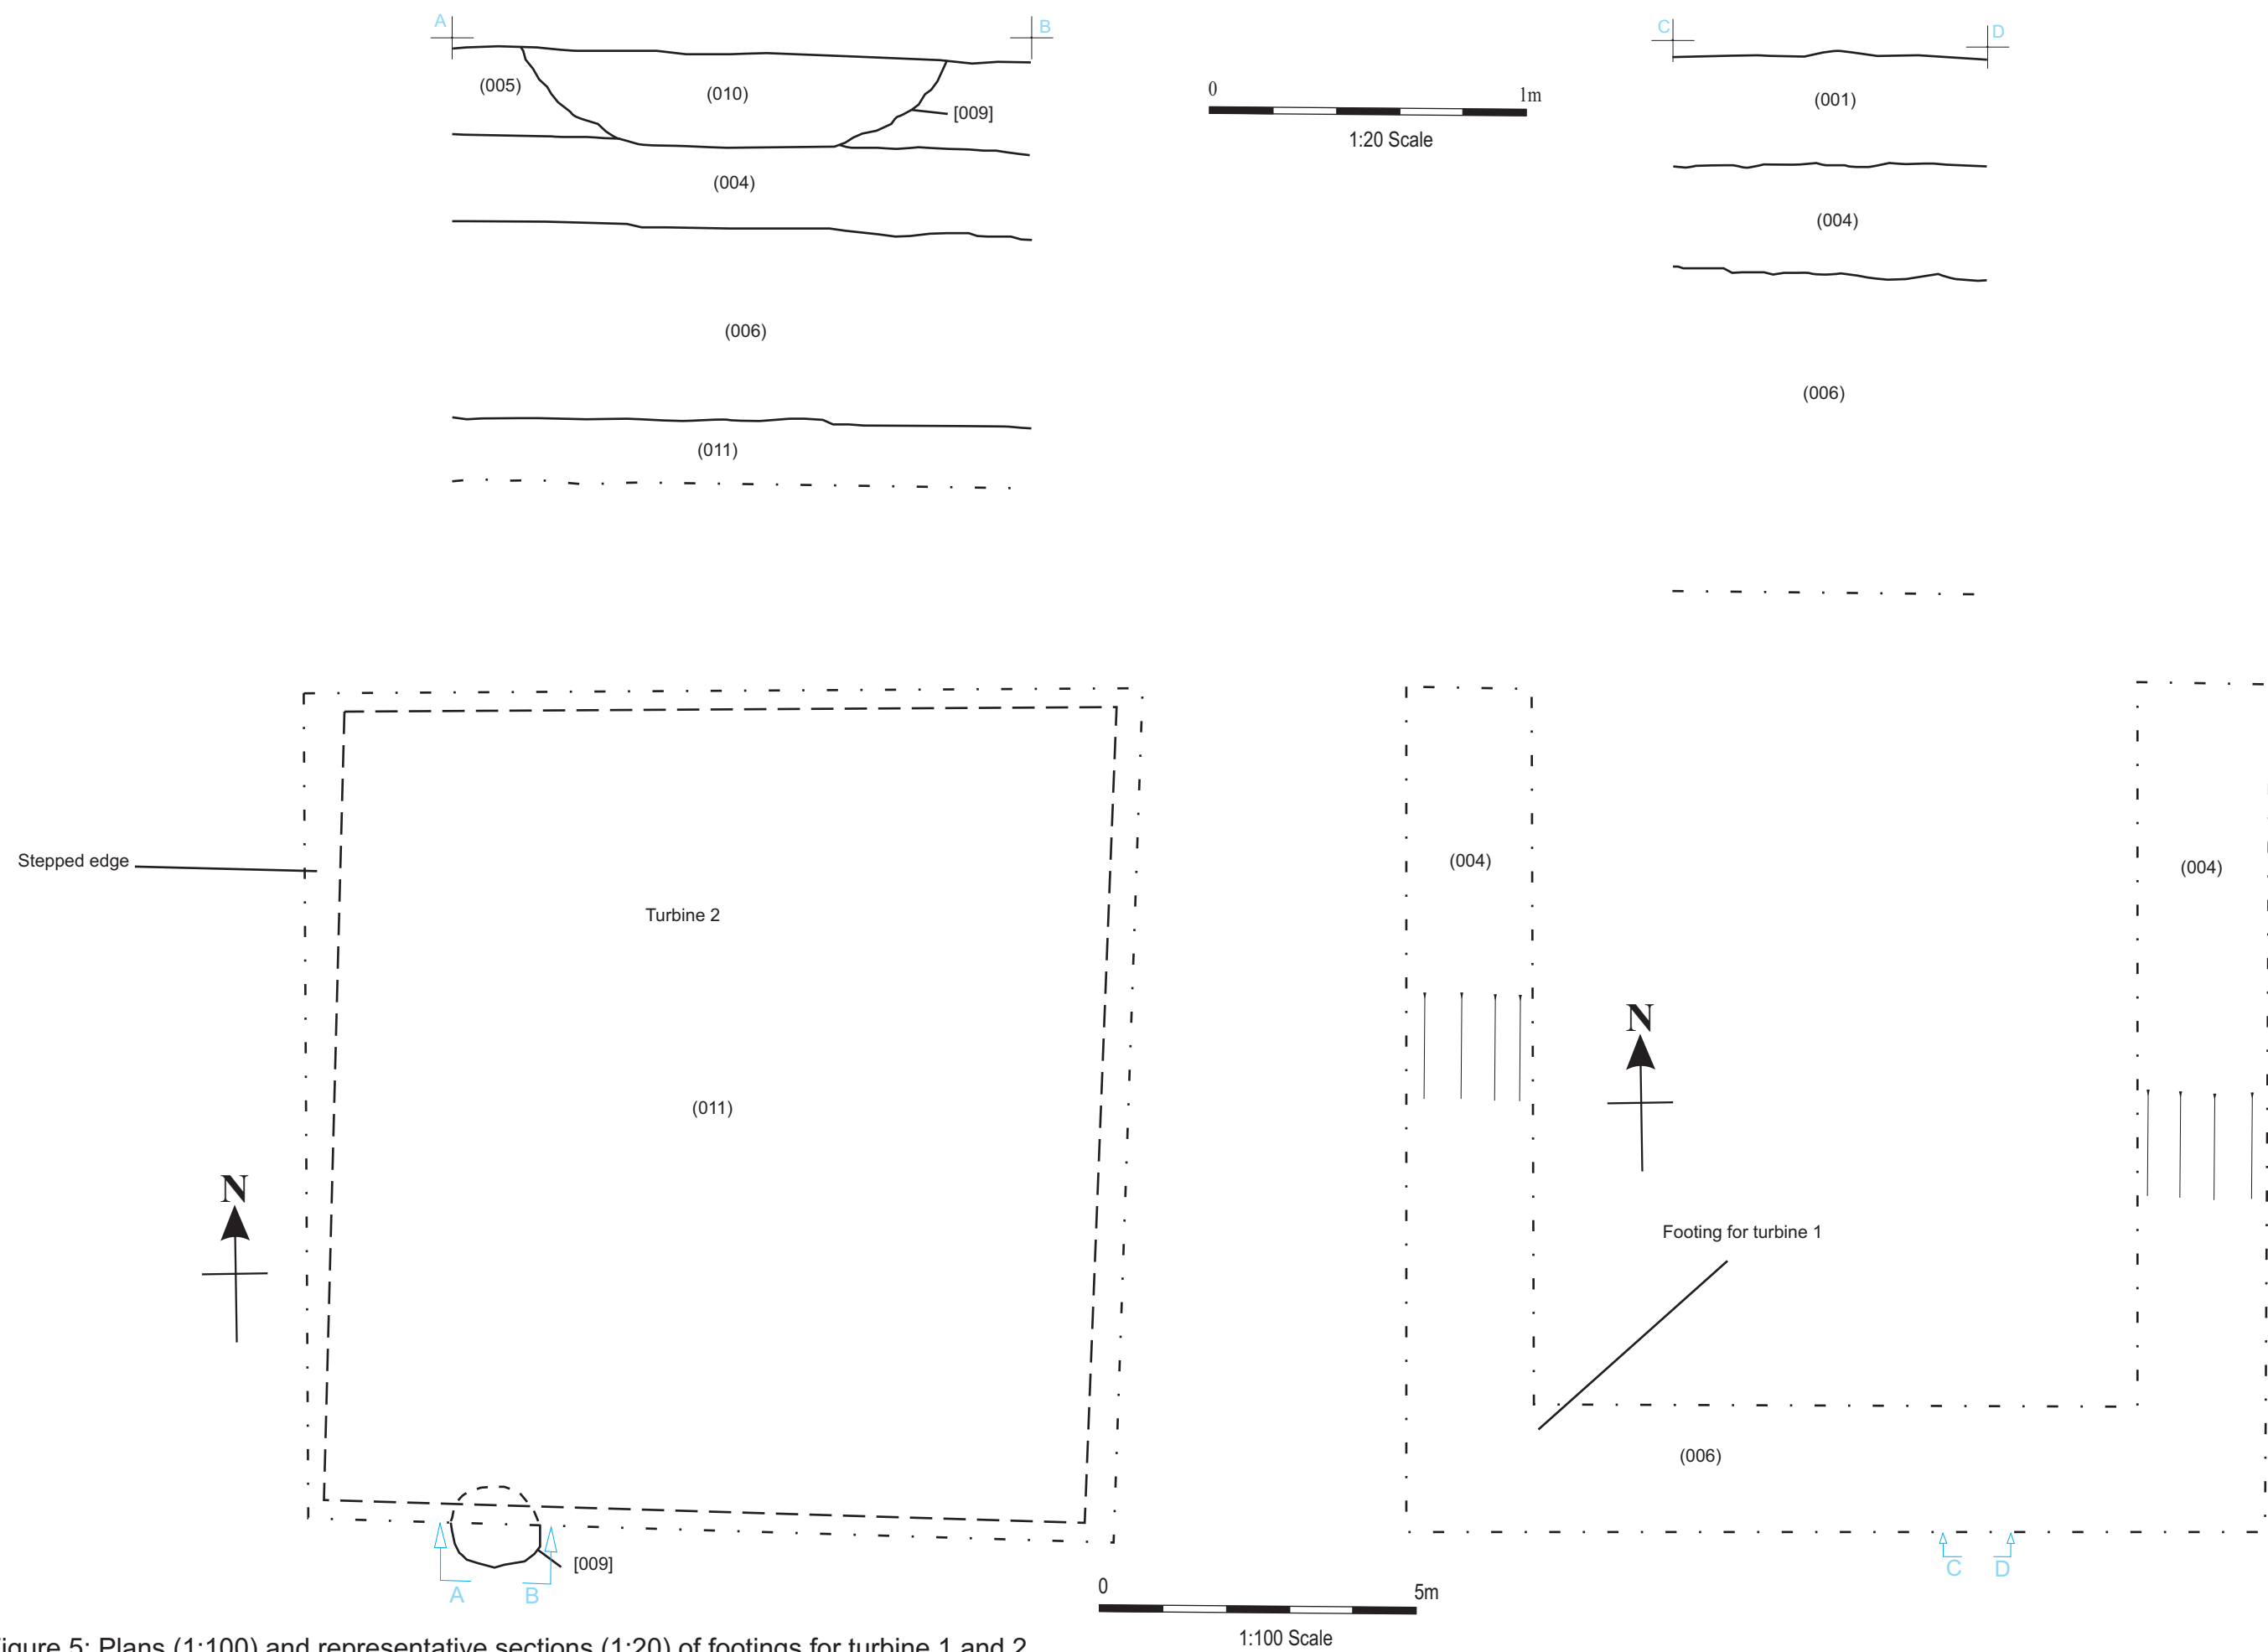 A
B
C
D
(005)
(010)
[009]
(004)
(006)
(011)
0
1m
1:20 Scale
(001)
(004)
(006)
Stepped edge
Turbine 2
(011)
N
[009]
A
B
(004)
(004)
N
Footing for turbine 1
(006)
C
D
0
5m
1:100 Scale
igure 5: Plans (1:100) and representative sections (1:20) of footings for turbine 1 and 2